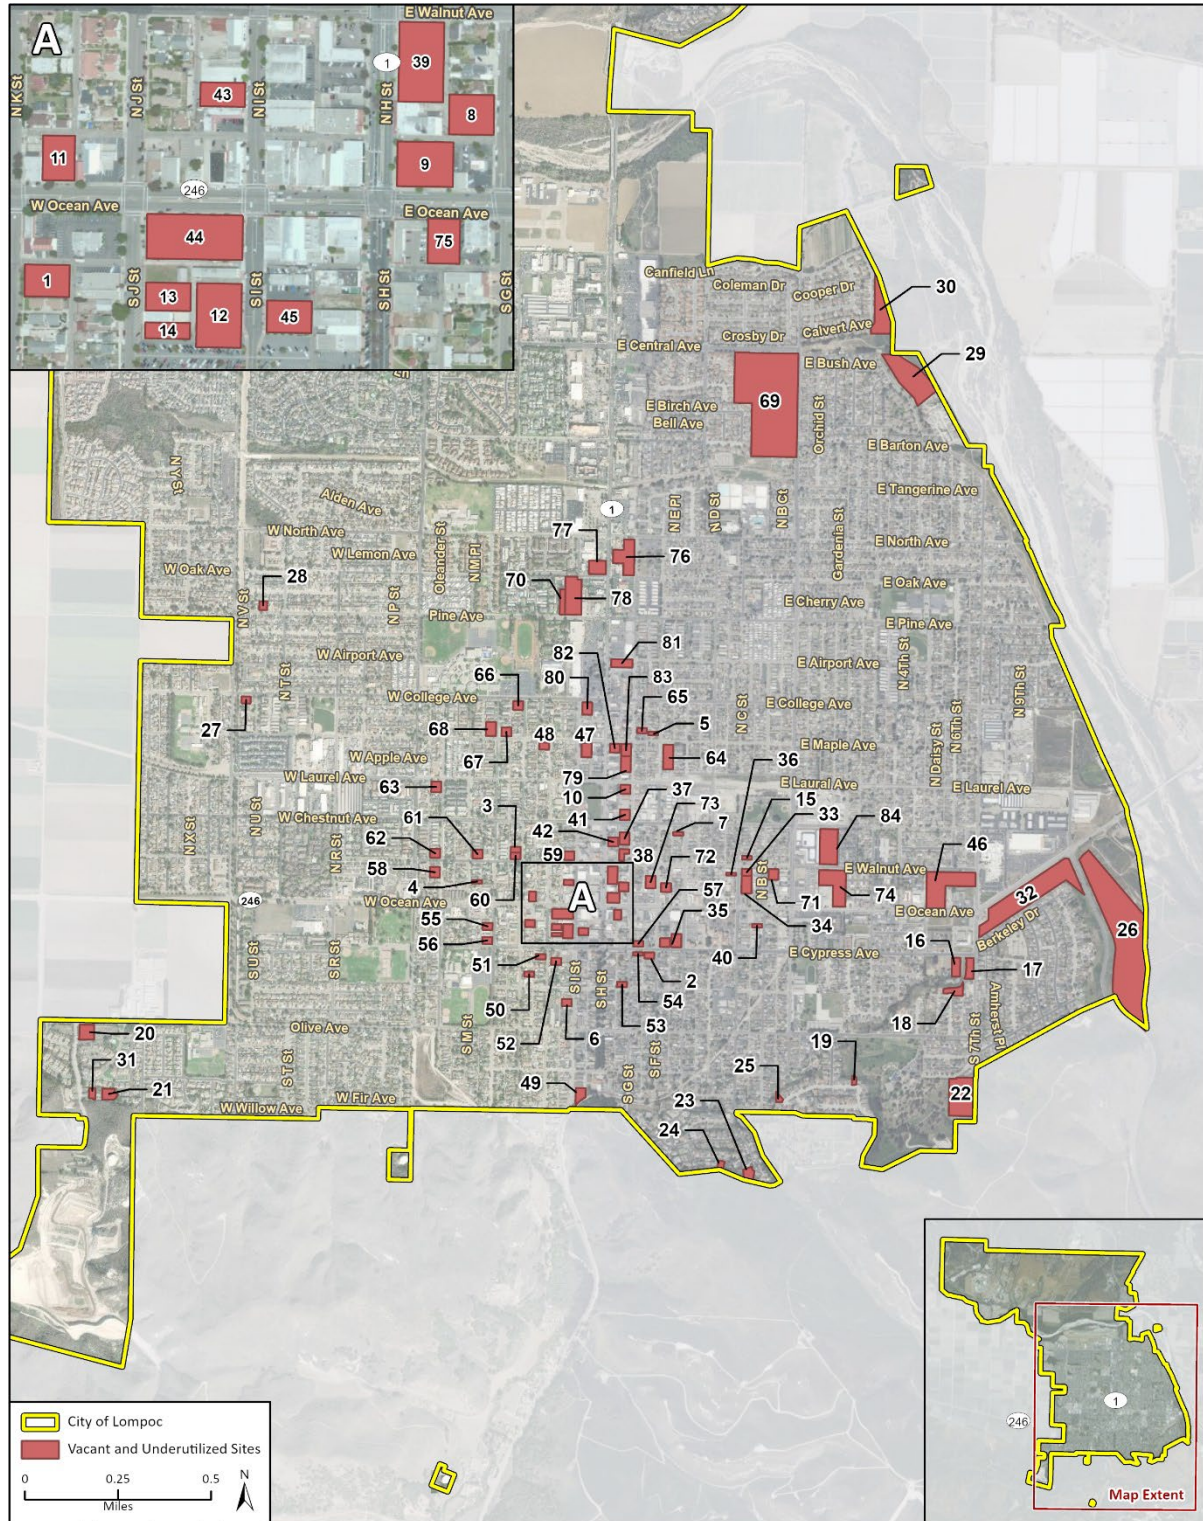 A
E Walnut Ave
N K St
N J St
N I St
N H St
1
39
43
8
11
9
246
W Ocean Ave
E Ocean Ave
44
75
1
S J St
13
12
14
S I St
45
S H St
S G St
Canfield Ln
Coleman Dr
Cooper Dr
30
Crosby Dr
Calvert Ave
E Central Ave
E Bush Ave
29
69
E Birch Ave
Bell Ave
Orchid St
E Barton Ave
N Y St
Alden Ave
E Tangerine Ave
1
N E Pl
N D St
N B Ct
Gardenia St
W North Ave
W Lemon Ave
Oleander St
N M Pl
77
76
E North Ave
W Oak Ave
28
70
78
E Oak Ave
N V St
N P St
Pine Ave
E Cherry Ave
E Pine Ave
N 4Th St
W Airport Ave
82
81
E Airport Ave
N T St
66
80
83
65
W College Ave
E College Ave
N C St
27
5
N 9Th St
N 6Th St
N Daisy St
68
67
48
47
36
E Maple Ave
W Apple Ave
79
64
W Laurel Ave
E Laural Ave
E Laurel Ave
63
10
37
15
33
N X St
N U St
W Chestnut Ave
3
41
73
7
84
46
N R St
62
61
42
59
38
72
E Walnut Ave
58
4
60
57
N B St
71
74
32
246
W Ocean Ave
A
35
34
E Ocean Ave
Berkeley Dr
26
55
56
40
E Cypress Ave
16
17
S U St
S R St
51
2
54
50
S I St
S H St
18
Amherst Pl
20
Olive Ave
S M St
52
6
53
S 7Th St
31
21
S T St
S F St
19
25
49
S G St
22
W Willow Ave
W Fir Ave
23
24
City of Lompoc
Vacant and Underutilized Sites
0 0.25 0.5
Miles
N
246
1
Map Extent